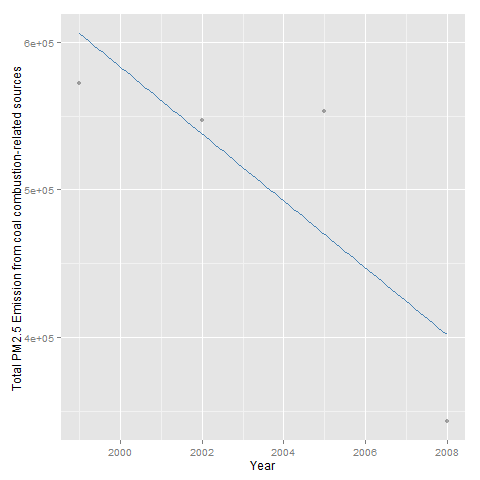 Total PM2.5 Emission from coal combustion-related sources
6e+05
5e+05
4e+05
2000 2002 2004 2006 2008
Year